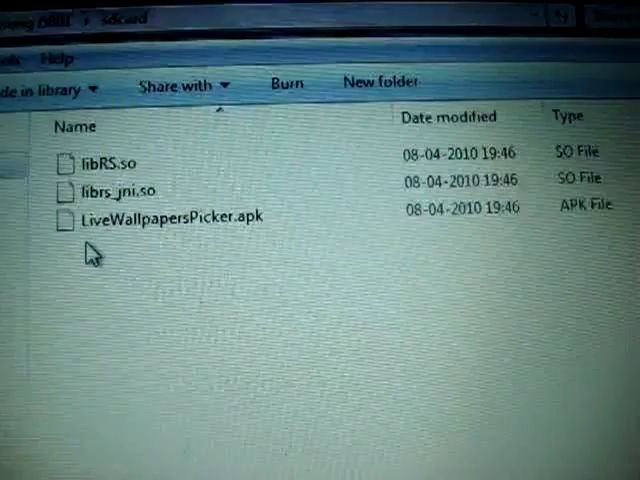 sdcard
Help
de in library Share with Burn New folder
Name Date modified Type
libRS.so 08-04-2010 19:46 SO File
librs_jni.so 08-04-2010 19:46 SO File
LiveWallpapersPicker.apk 08-04-2010 19:46 APK File